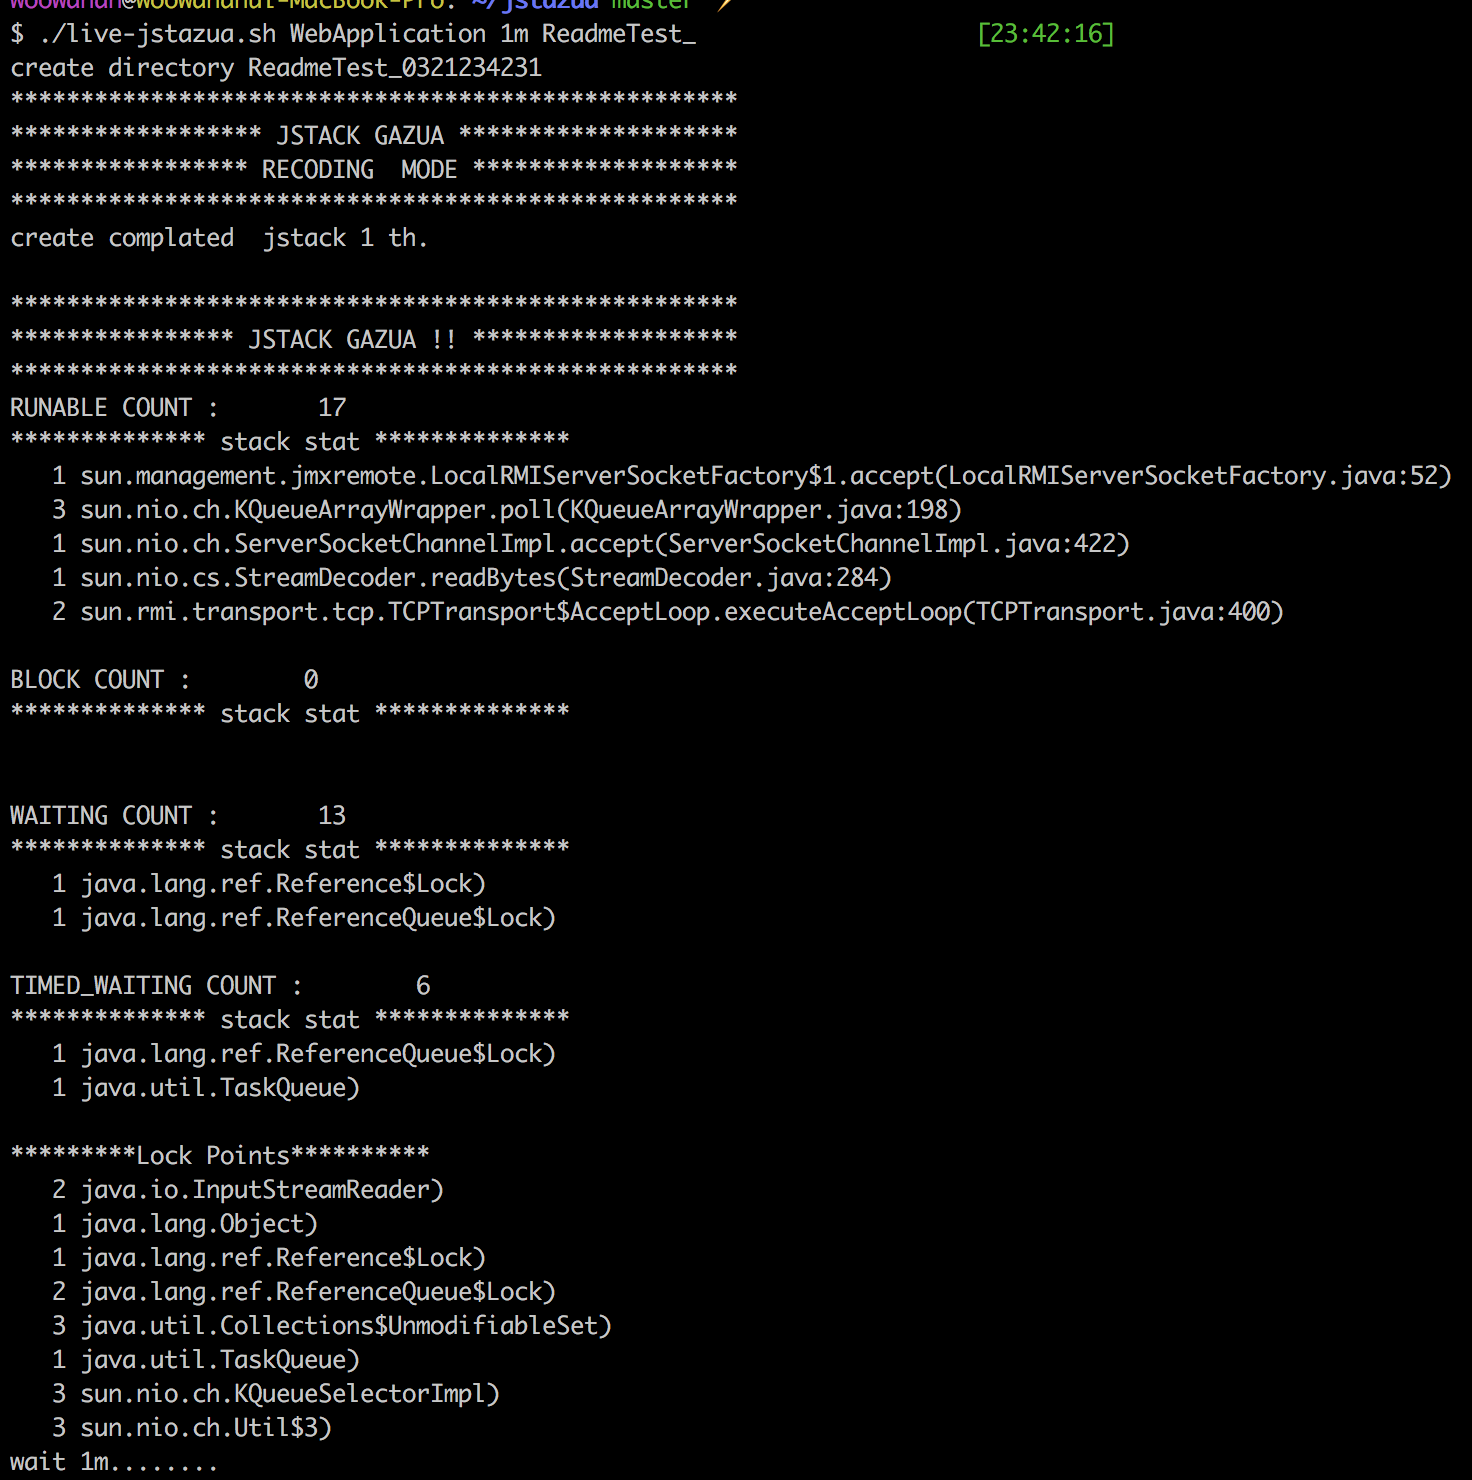 woowahan@woowahanui-MacBook-Pro: ~/jstazua master ⚡
$ ./live-jstazua.sh WebApplication 1m ReadmeTest_ [23:42:16]
create directory ReadmeTest_0321234231
****************************************************
****************** JSTACK GAZUA ********************
***************** RECODING  MODE *******************
****************************************************
create complated  jstack 1 th.
****************************************************
**************** JSTACK GAZUA !! *******************
****************************************************
RUNABLE COUNT :       17
************** stack stat **************
   1 sun.management.jmxremote.LocalRMIServerSocketFactory$1.accept(LocalRMIServerSocketFactory.java:52)
   3 sun.nio.ch.KQueueArrayWrapper.poll(KQueueArrayWrapper.java:198)
   1 sun.nio.ch.ServerSocketChannelImpl.accept(ServerSocketChannelImpl.java:422)
   1 sun.nio.cs.StreamDecoder.readBytes(StreamDecoder.java:284)
   2 sun.rmi.transport.tcp.TCPTransport$AcceptLoop.executeAcceptLoop(TCPTransport.java:400)
BLOCK COUNT :        0
************** stack stat **************
WAITING COUNT :       13
************** stack stat **************
   1 java.lang.ref.Reference$Lock)
   1 java.lang.ref.ReferenceQueue$Lock)
TIMED_WAITING COUNT :        6
************** stack stat **************
   1 java.lang.ref.ReferenceQueue$Lock)
   1 java.util.TaskQueue)
*********Lock Points**********
   2 java.io.InputStreamReader)
   1 java.lang.Object)
   1 java.lang.ref.Reference$Lock)
   2 java.lang.ref.ReferenceQueue$Lock)
   3 java.util.Collections$UnmodifiableSet)
   1 java.util.TaskQueue)
   3 sun.nio.ch.KQueueSelectorImpl)
   3 sun.nio.ch.Util$3)
wait 1m........